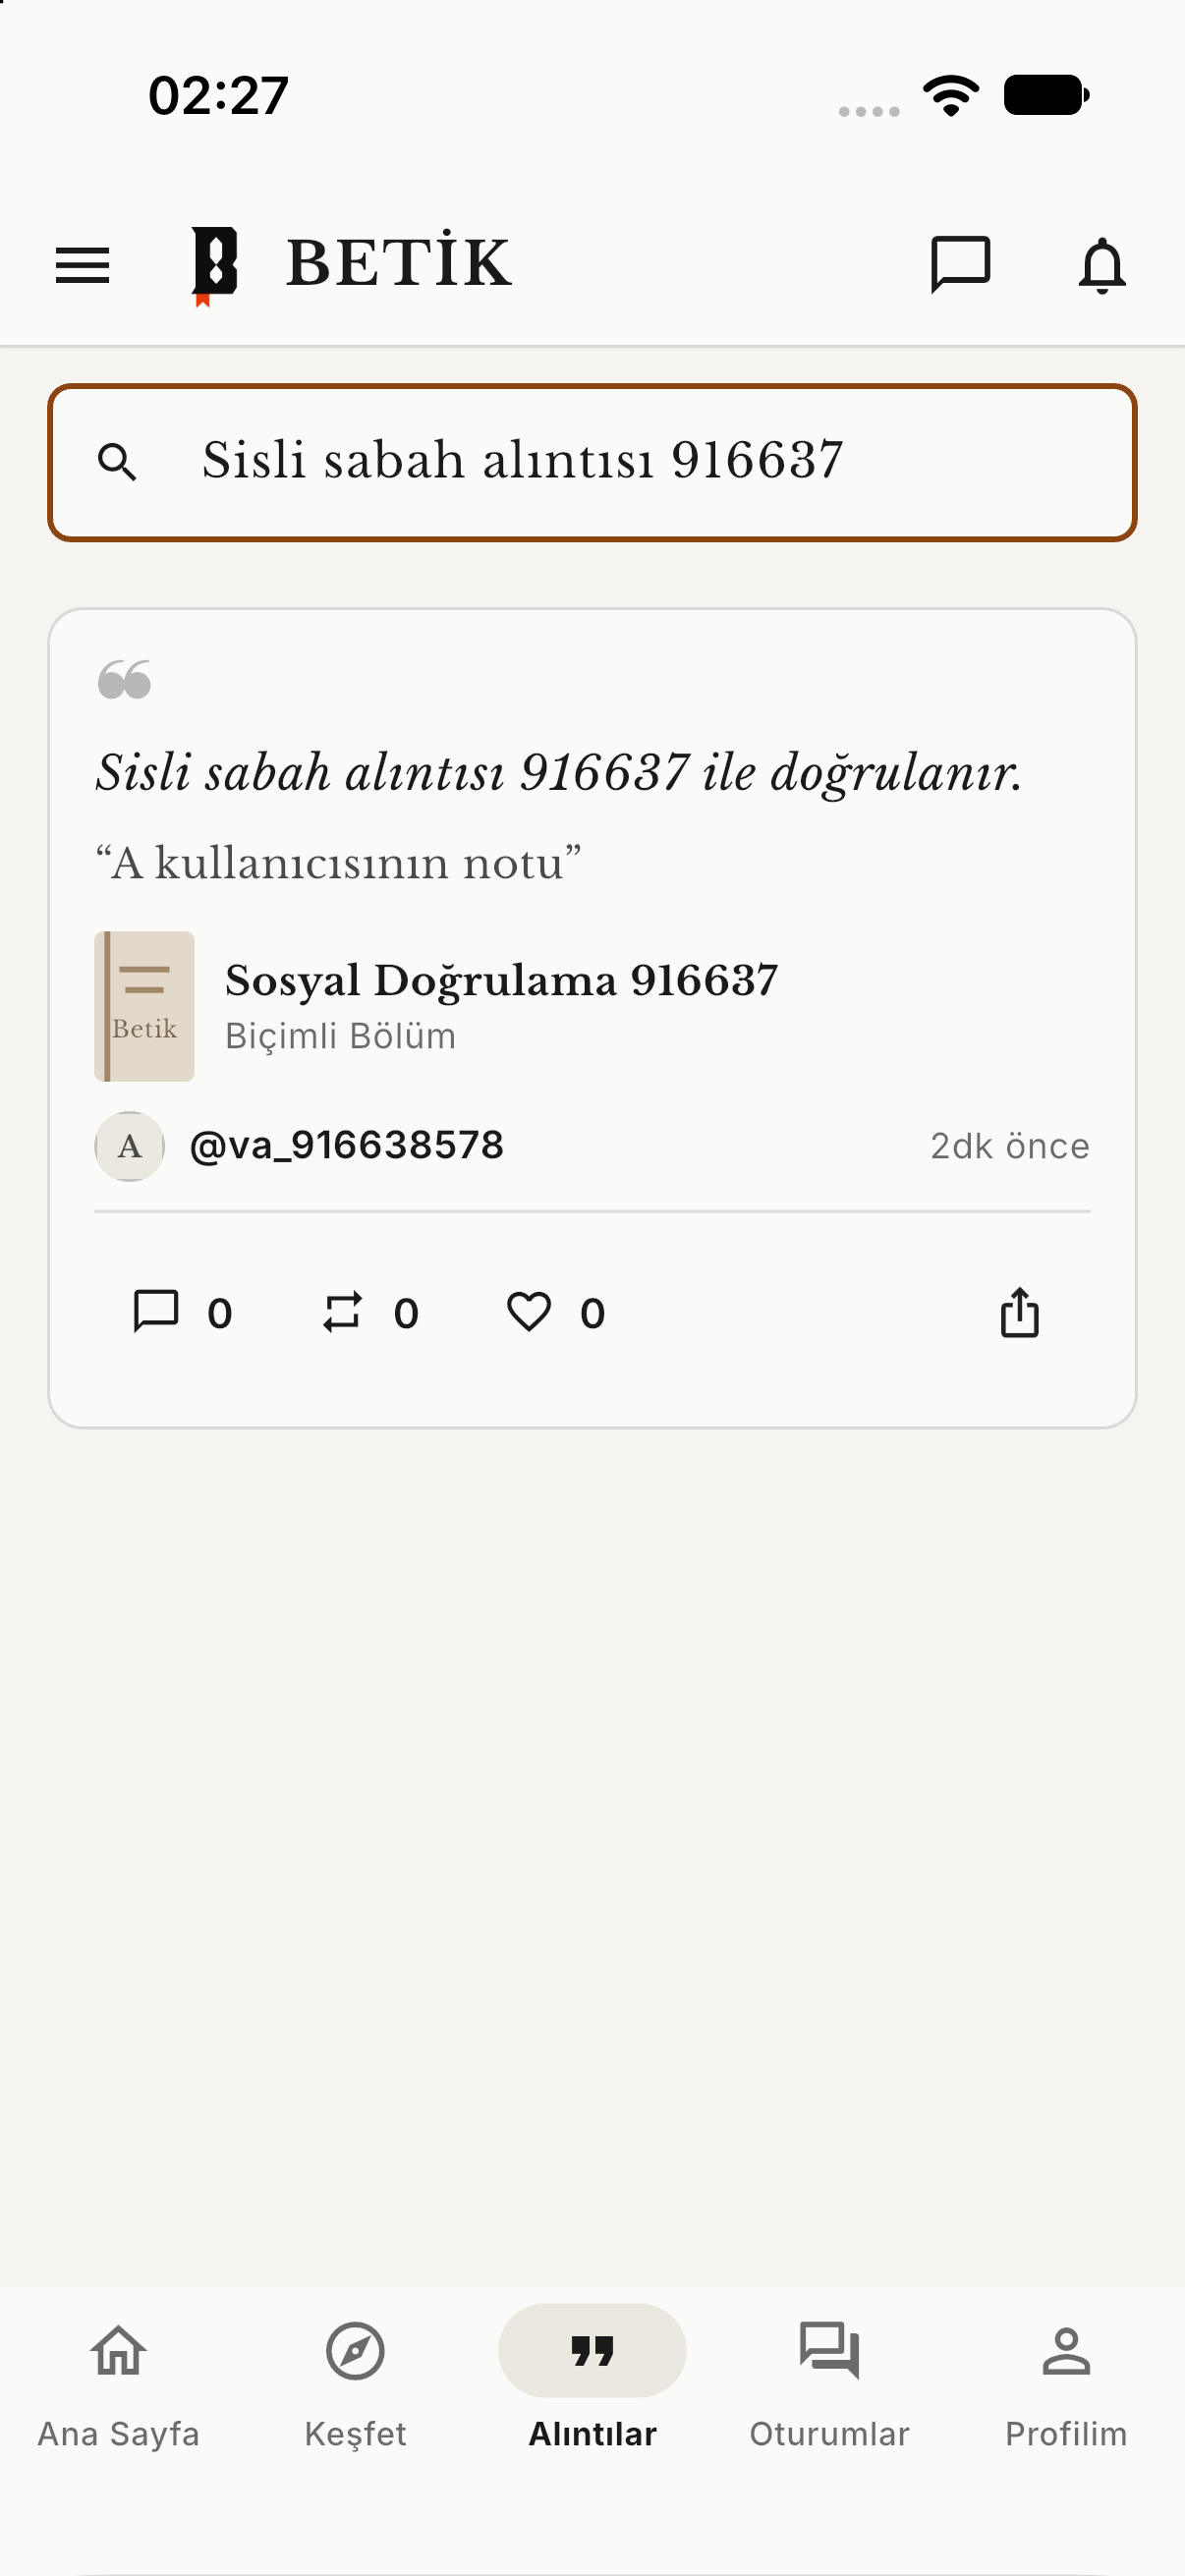 02:27
BETİK
Sisli sabah alıntısı 916637
Sisli sabah alıntısı 916637 ile doğrulanır.
“A kullanıcısının notu”
Sosyal Doğrulama 916637
Biçimli Bölüm
Betik
A @va_916638578 2dk önce
0 0 0
Ana Sayfa Keşfet Alıntılar Oturumlar Profilim